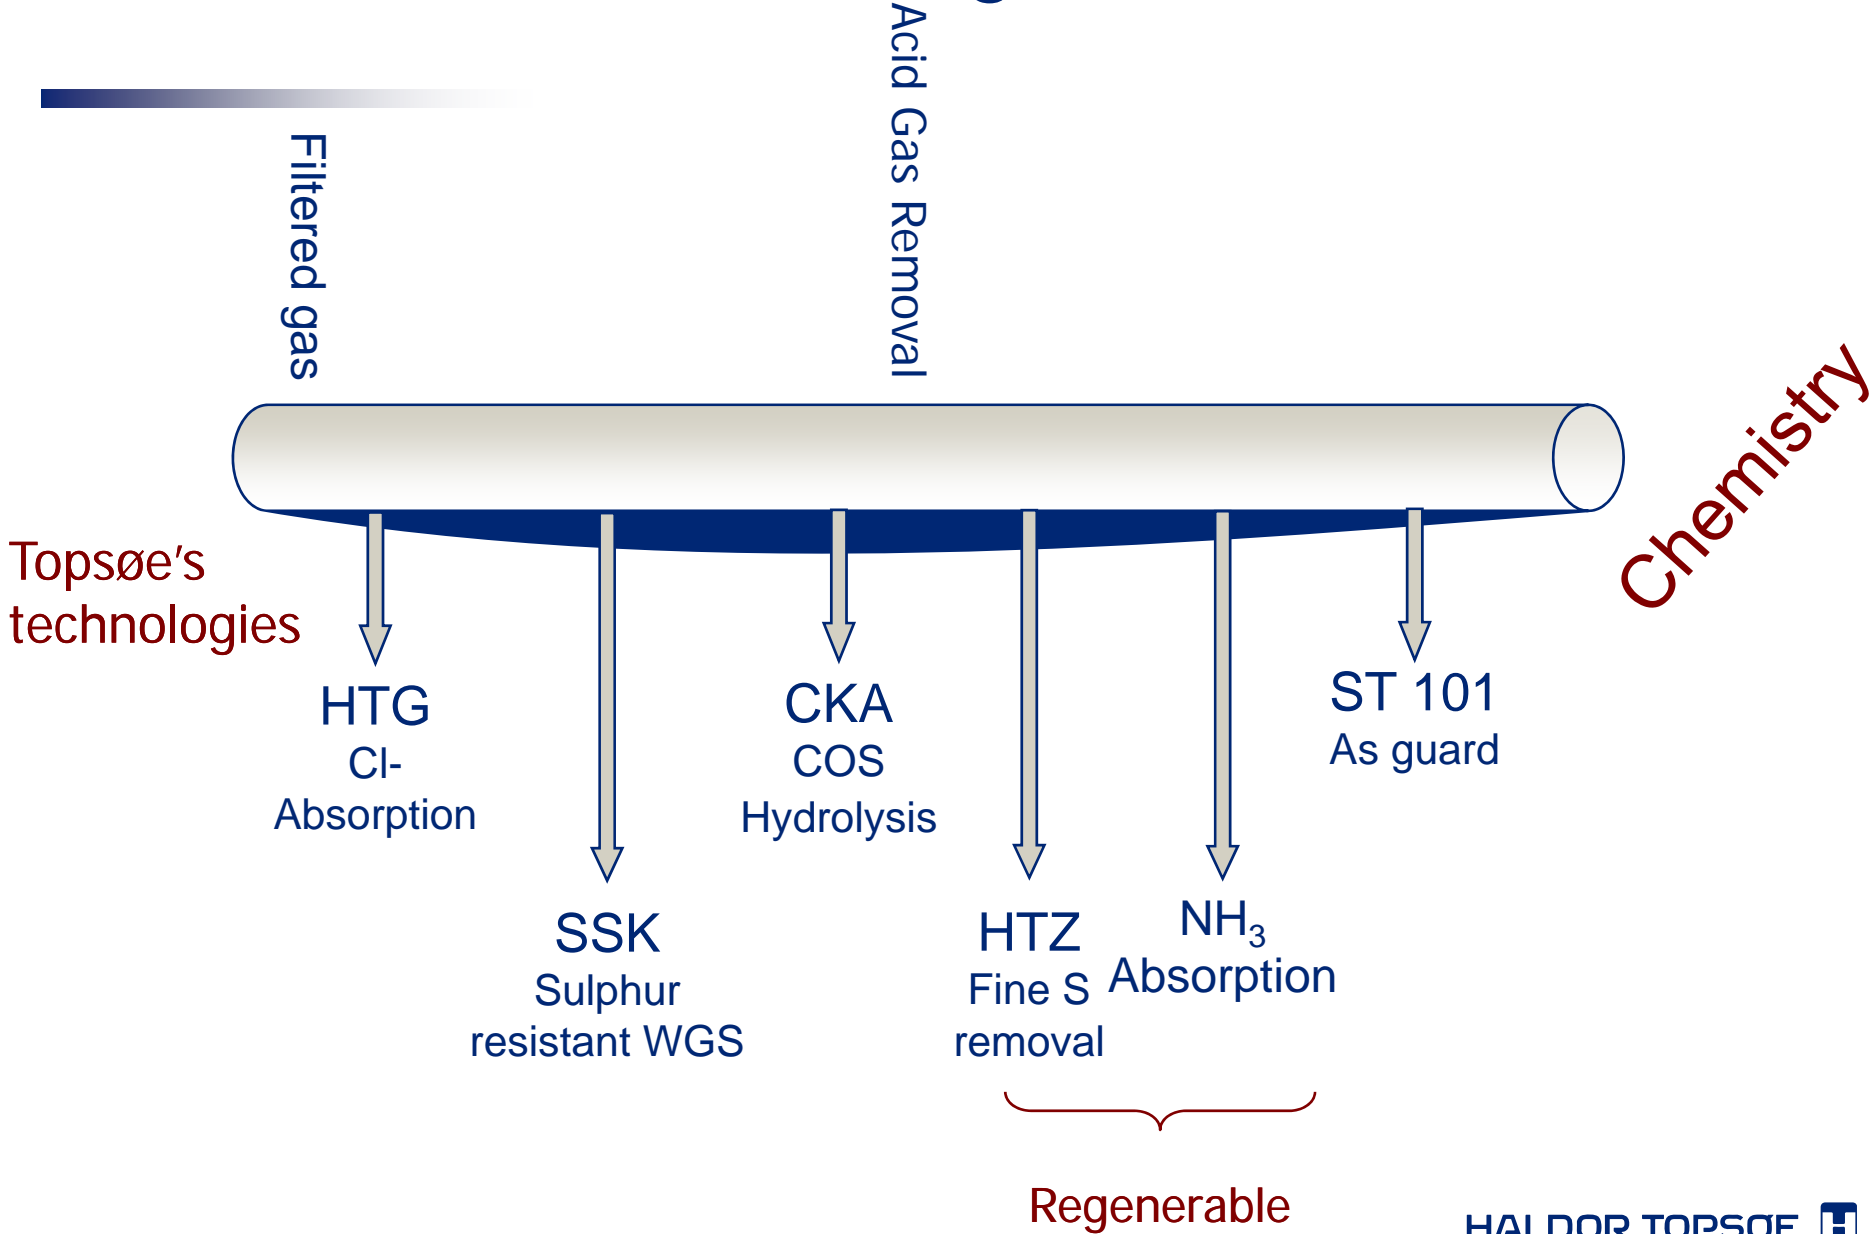 Acid Gas Removal
Filtered gas
Chemistry
Topsøe's
technologies
HTG
Cl-
Absorption
SSK
Sulphur
resistant WGS
CKA
COS
Hydrolysis
HTZ
Fine S
removal
NH₃
Absorption
ST 101
As guard
Regenerable
HALDOR TOPSØE